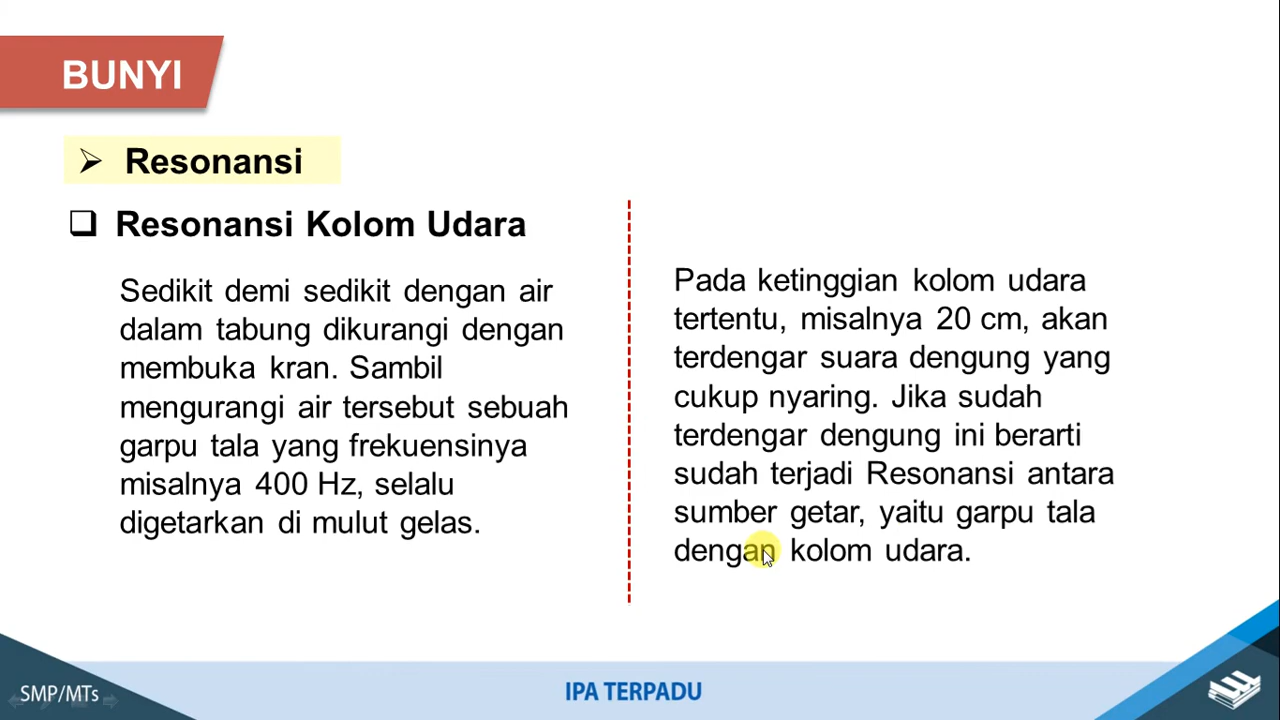 BUNYI
➢ Resonansi
❑ Resonansi Kolom Udara
Sedikit demi sedikit dengan air
dalam tabung dikurangi dengan
membuka kran. Sambil
mengurangi air tersebut sebuah
garpu tala yang frekuensinya
misalnya 400 Hz, selalu
digetarkan di mulut gelas.
Pada ketinggian kolom udara
tertentu, misalnya 20 cm, akan
terdengar suara dengung yang
cukup nyaring. Jika sudah
terdengar dengung ini berarti
sudah terjadi Resonansi antara
sumber getar, yaitu garpu tala
dengan kolom udara.
SMP/MTs
IPA TERPADU